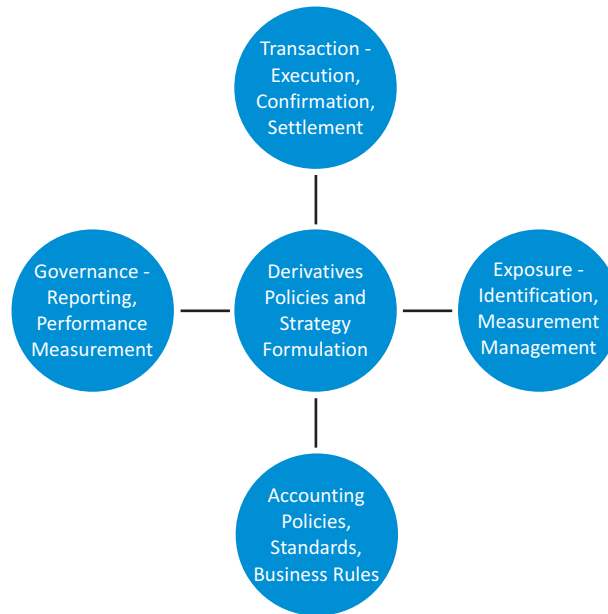 Transaction -
Execution,
Confirmation,
Settlement
Governance -
Reporting,
Performance
Measurement
Derivatives
Policies and
Strategy
Formulation
Exposure -
Identification,
Measurement
Management
Accounting
Policies,
Standards,
Business Rules